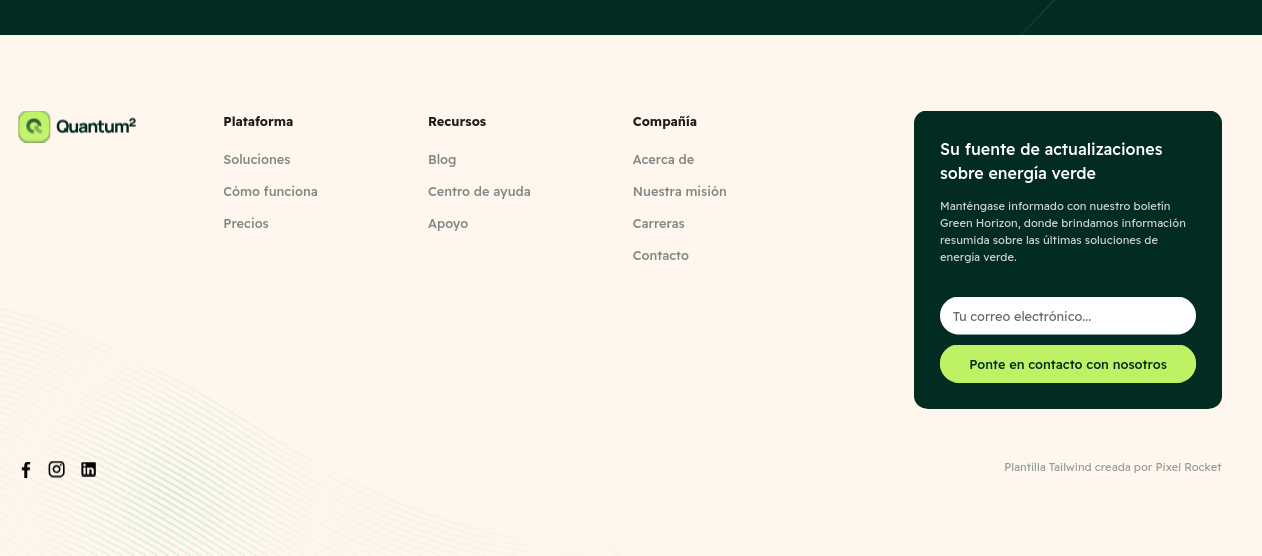 Quantum²
Plataforma
Soluciones
Cómo funciona
Precios
Recursos
Blog
Centro de ayuda
Apoyo
Compañía
Acerca de
Nuestra misión
Carreras
Contacto
Su fuente de actualizaciones
sobre energía verde
Manténgase informado con nuestro boletín
Green Horizon, donde brindamos información
resumida sobre las últimas soluciones de
energía verde.
Tu correo electrónico...
Ponte en contacto con nosotros
Plantilla Tailwind creada por Pixel Rocket